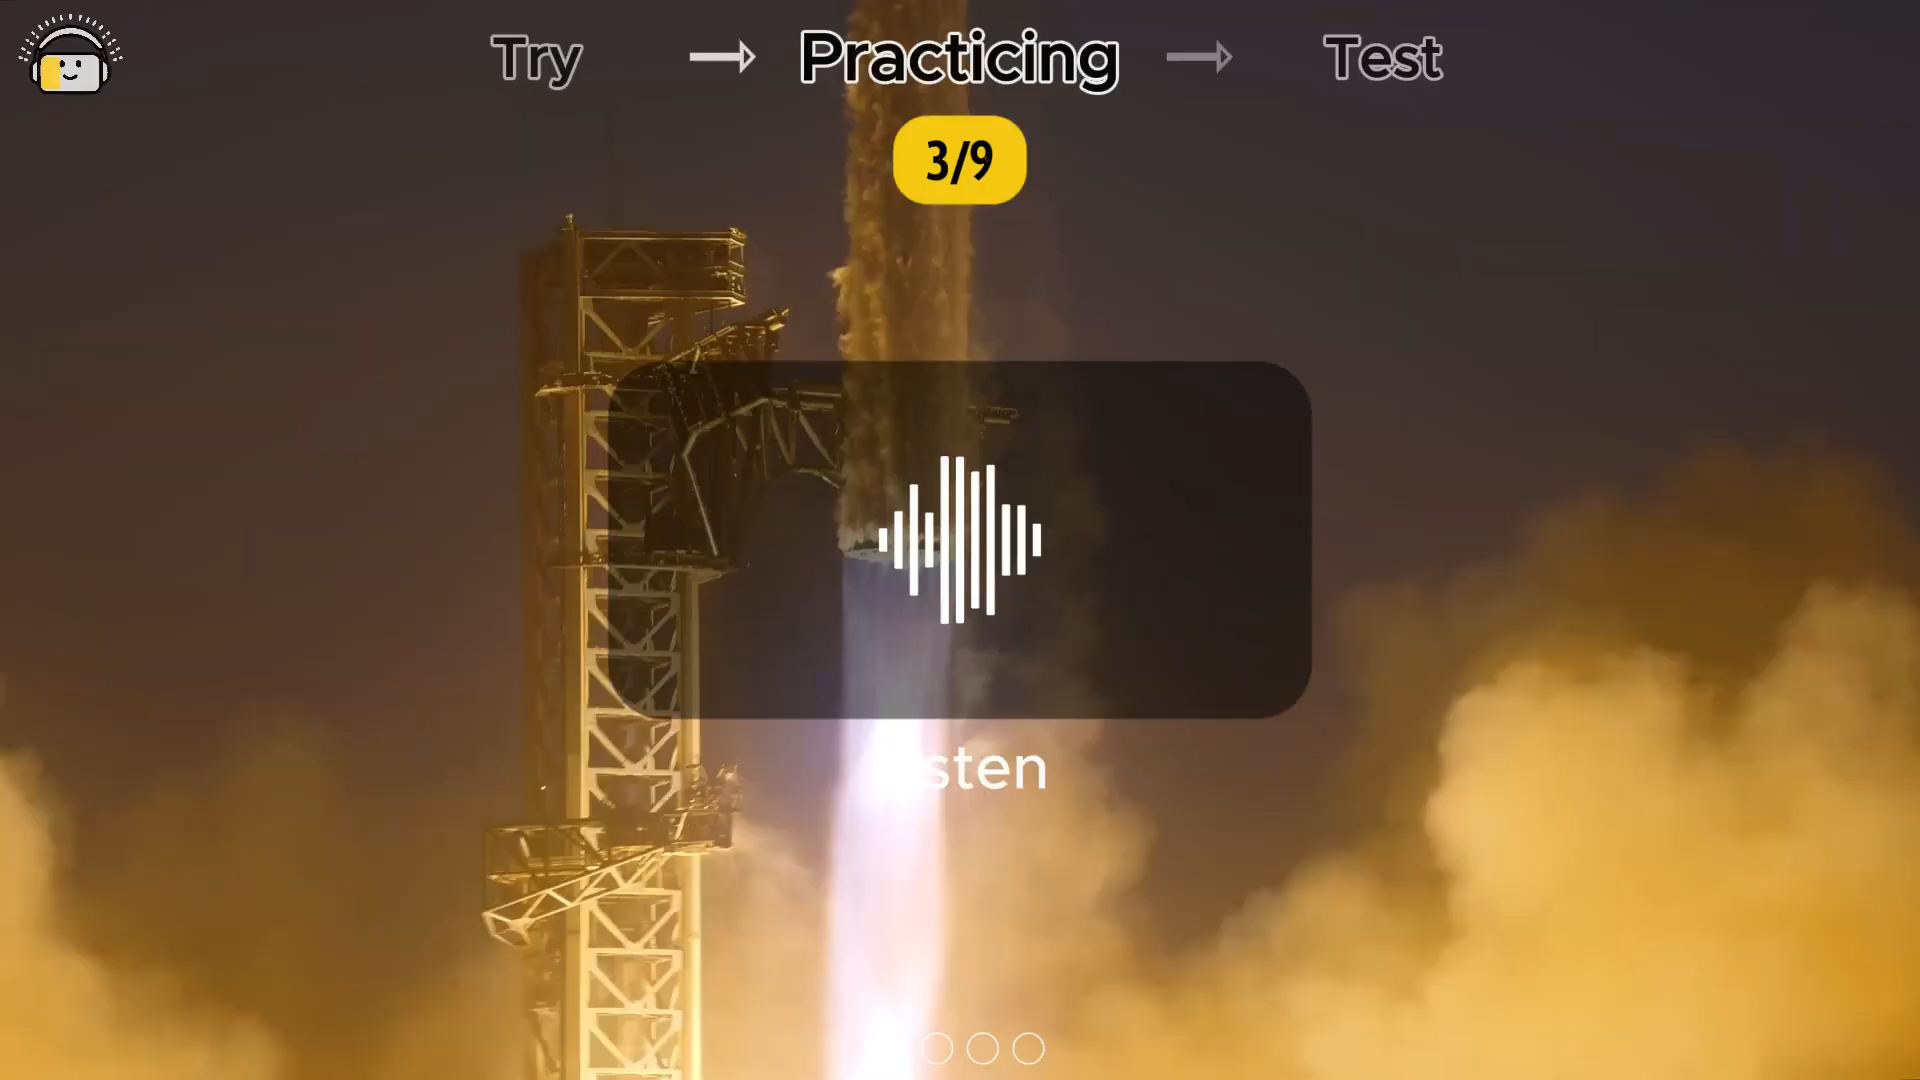 Try → Practicing → Test
3/9
sten